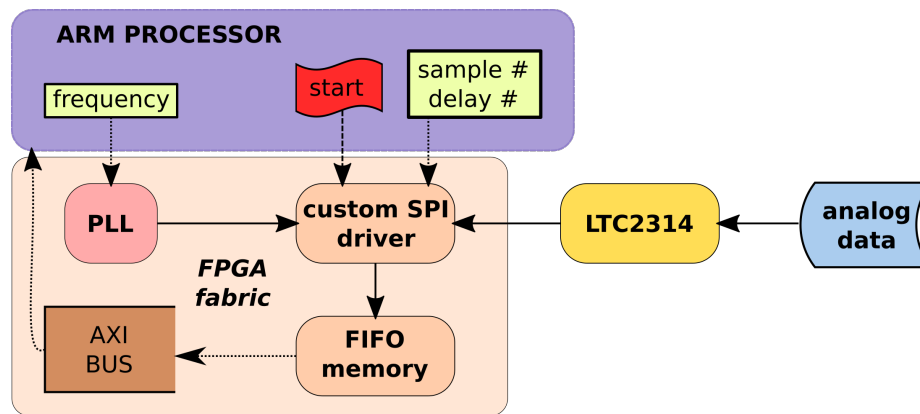 ARM PROCESSOR
frequency
start
sample #
delay #
PLL
custom SPI
driver
LTC2314
analog
data
FPGA
fabric
AXI
BUS
FIFO
memory